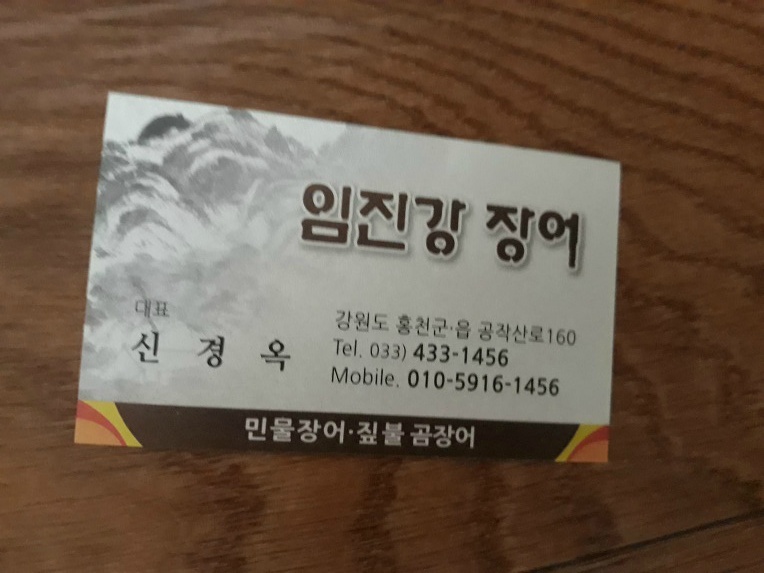 임진강 장어
대표
신 경 옥
강원도 홍천군·읍 공작산로160
Tel. 033) 433-1456
Mobile. 010-5916-1456
민물장어·짚불 곰장어